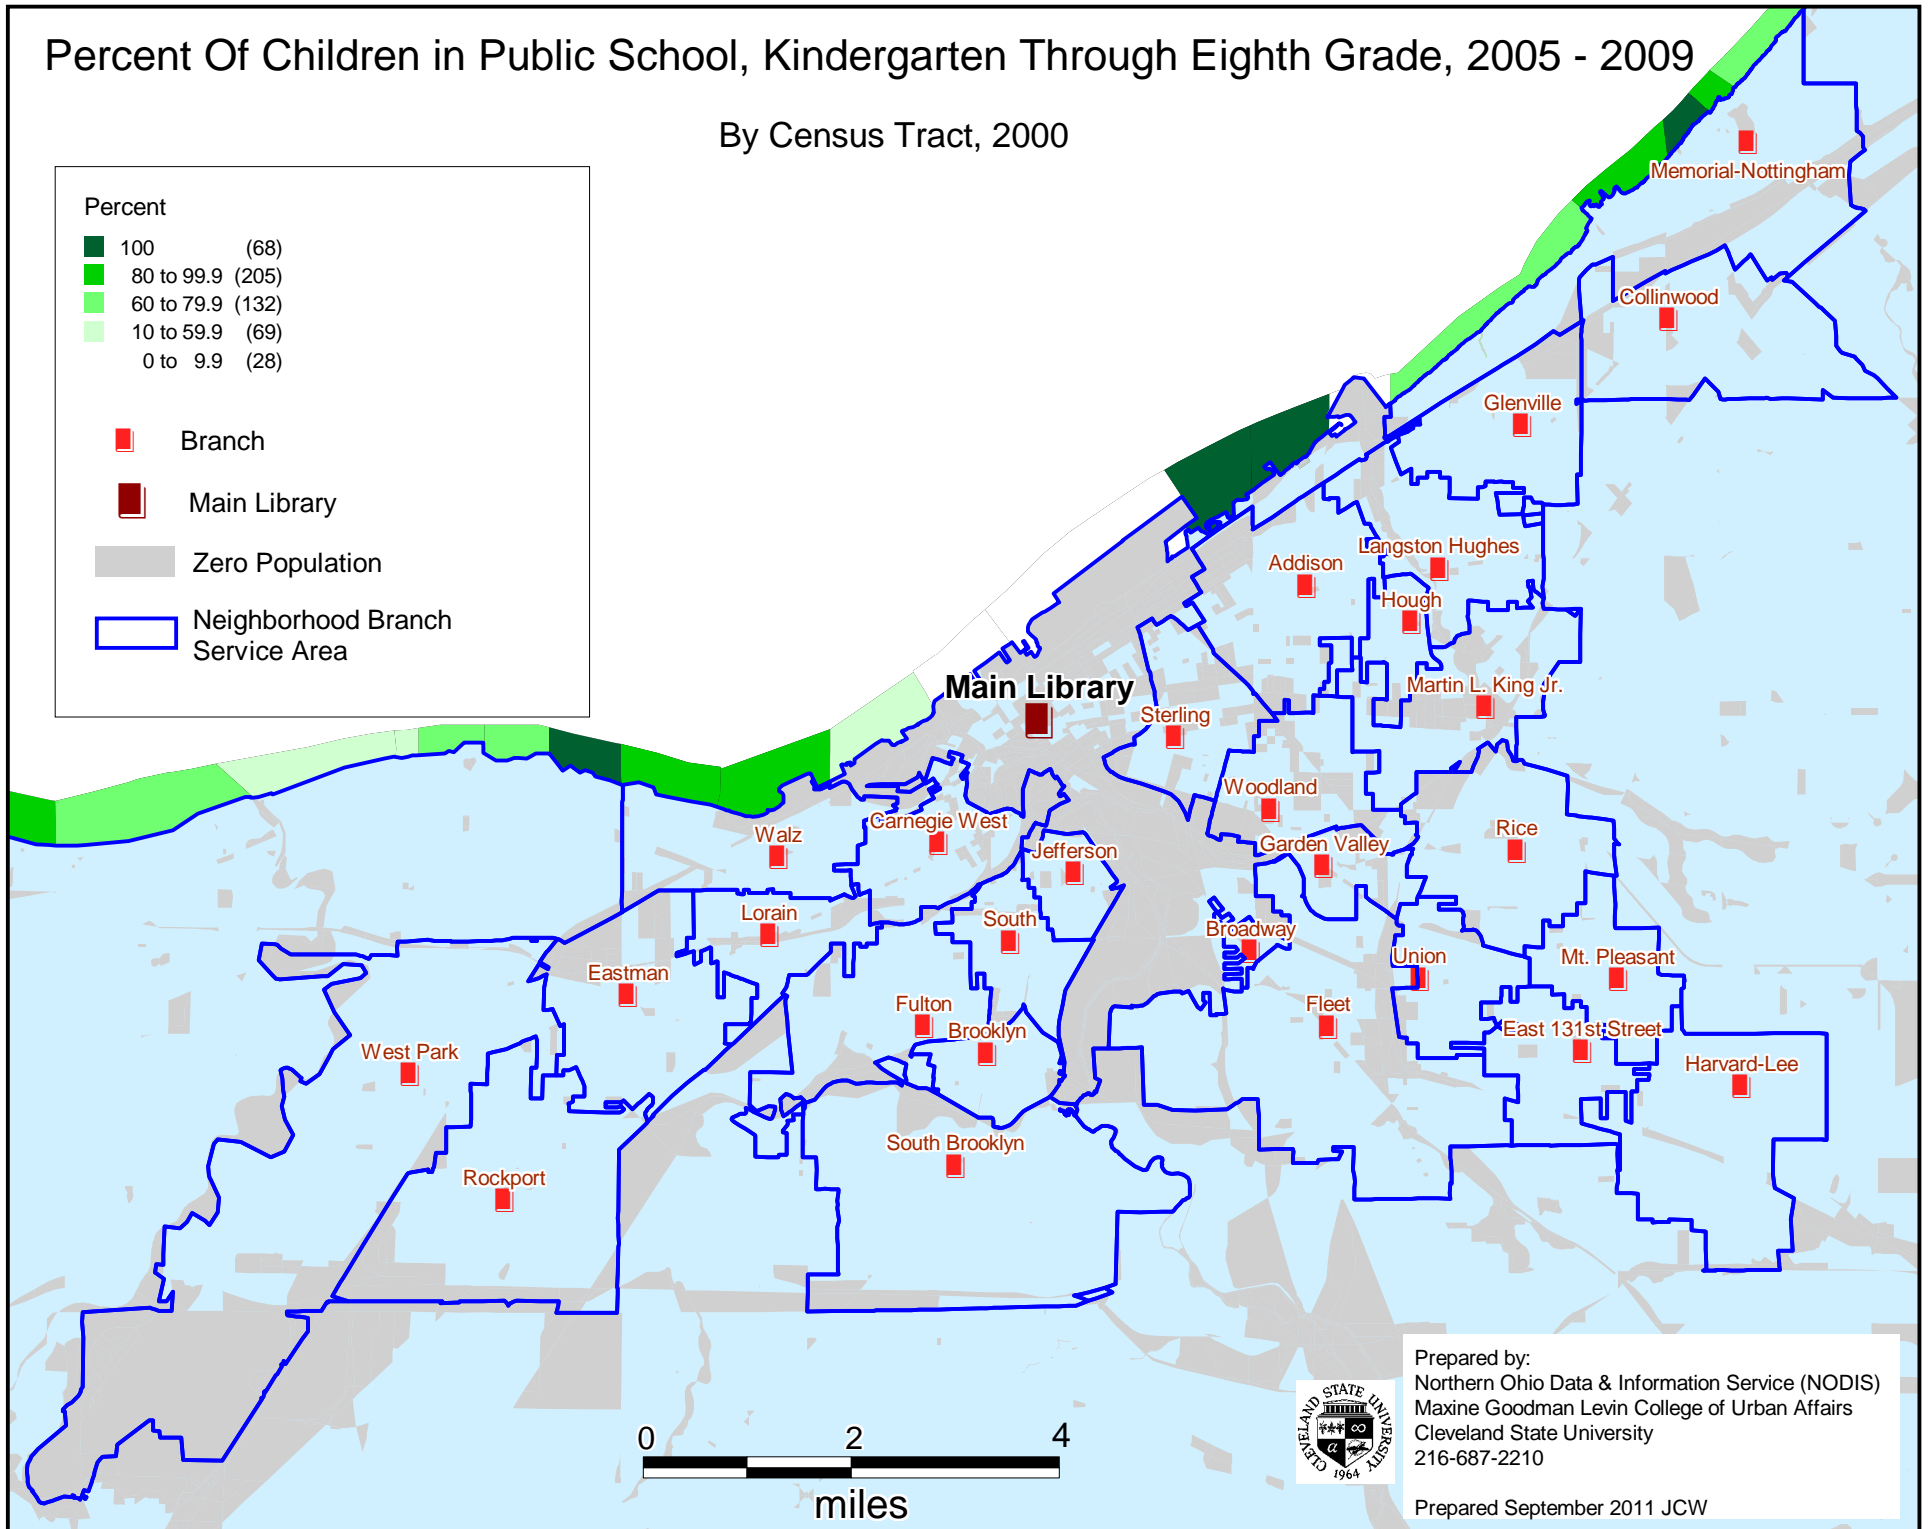 Percent Of Children in Public School, Kindergarten Through Eighth Grade, 2005 - 2009
By Census Tract, 2000
Percent
100 (68)
80 to 99.9 (205)
60 to 79.9 (132)
10 to 59.9 (69)
0 to 9.9 (28)
Branch
Main Library
Zero Population
Neighborhood Branch
Service Area
Memorial-Nottingham
Collinwood
Glenville
Langston Hughes
Addison
Hough
Main Library
Martin L. King Jr.
Sterling
Woodland
Carnegie West
Walz
Rice
Garden Valley
Jefferson
Lorain
South
Broadway
Union
Mt. Pleasant
Eastman
Fulton
Fleet
Brooklyn
East 131st Street
West Park
Harvard-Lee
South Brooklyn
Rockport
0 2 4
miles
CLEVELAND STATE UNIVERSITY
α
∞
1964
Prepared by:
Northern Ohio Data & Information Service (NODIS)
Maxine Goodman Levin College of Urban Affairs
Cleveland State University
216-687-2210
Prepared September 2011 JCW